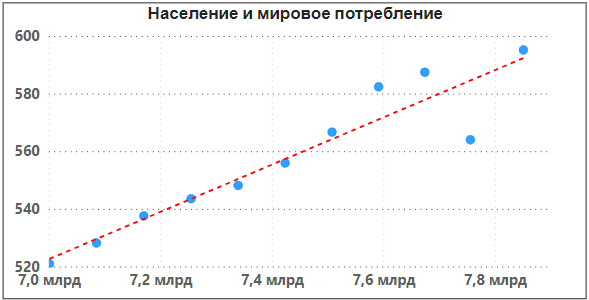 Население и мировое потребление
600
580
560
540
520
7,0 млрд 7,2 млрд 7,4 млрд 7,6 млрд 7,8 млрд